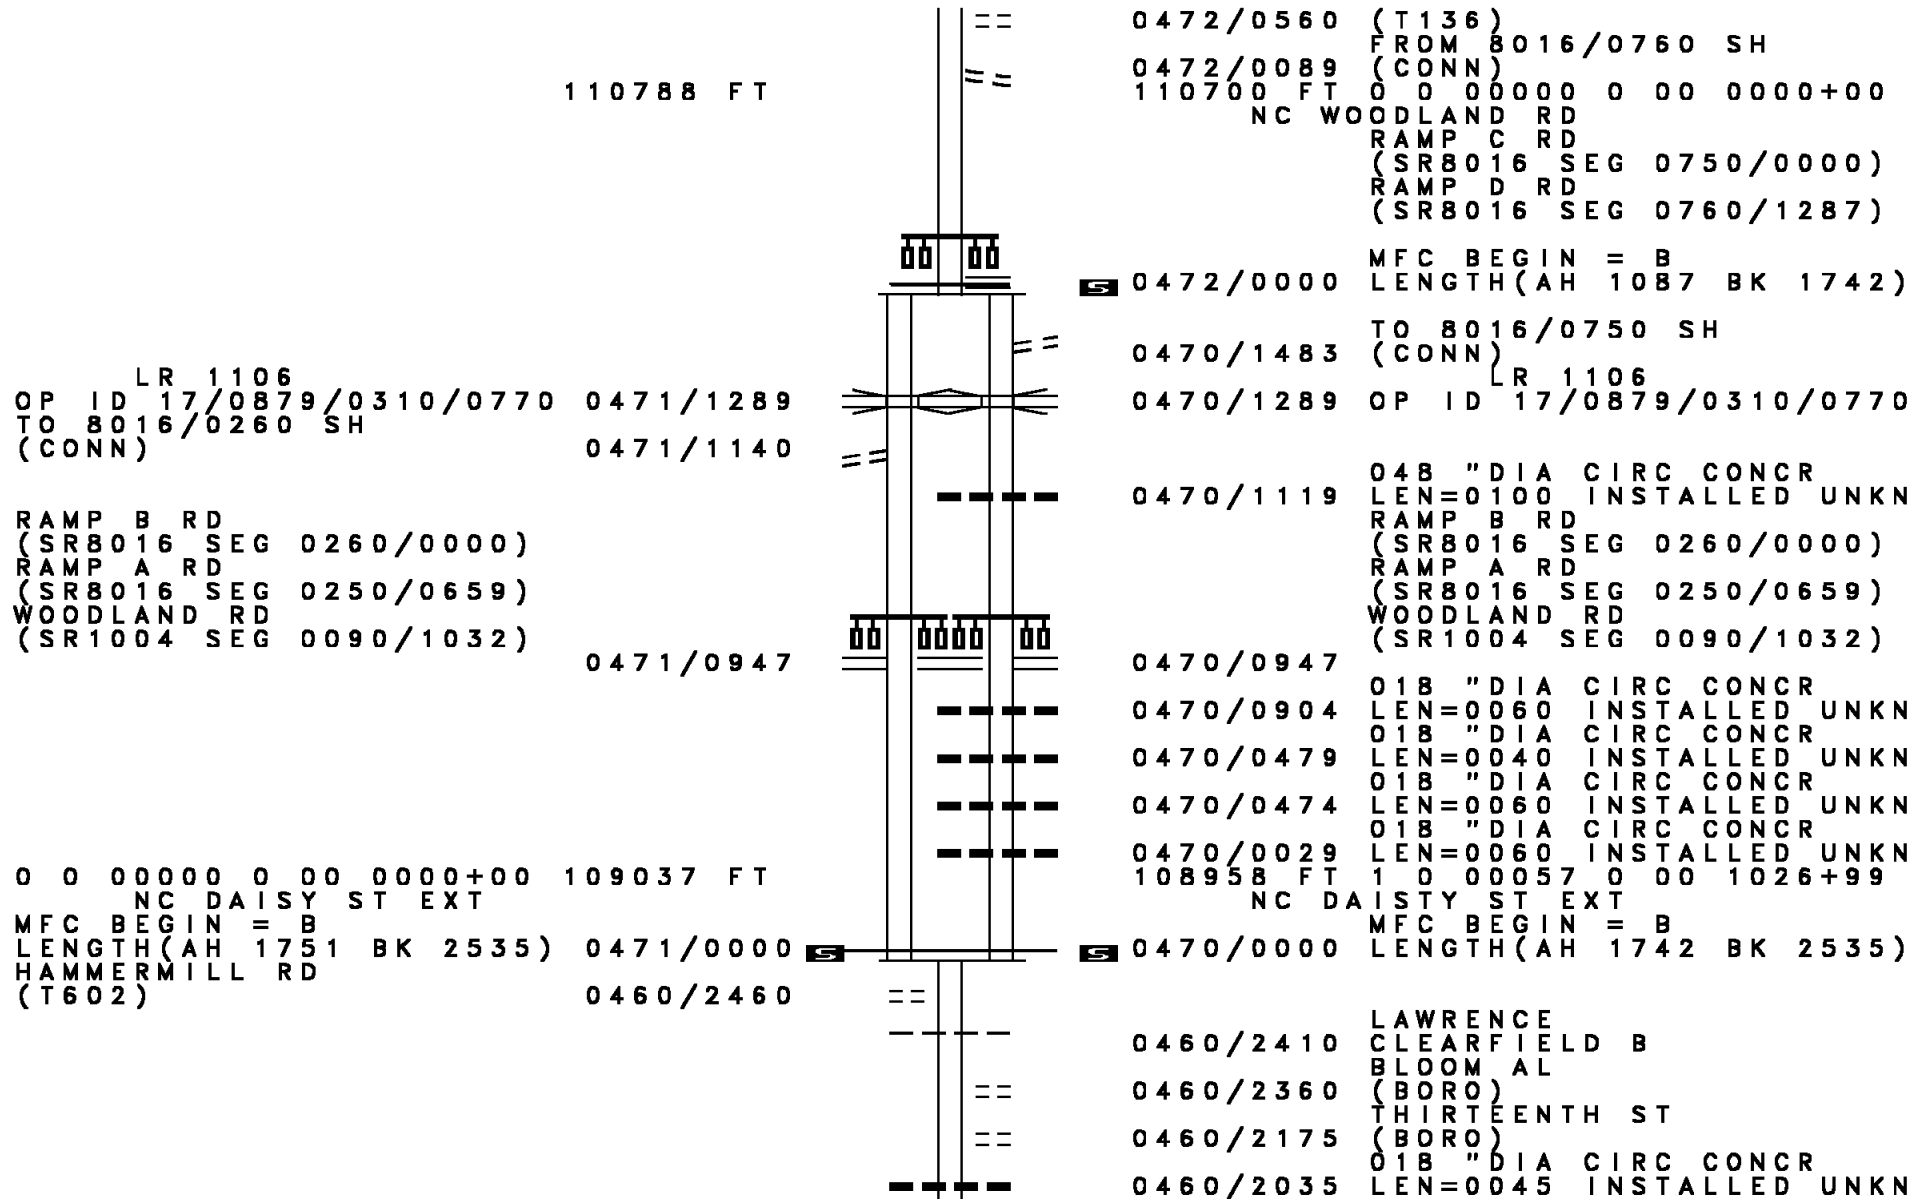 0472/0560 (T136)
FROM 8016/0760 SH
0472/0089 (CONN)
110788 FT 110700 FT 0 0 00000 0 00 0000+00
NC WOODLAND RD
RAMP C RD
(SR8016 SEG 0750/0000)
RAMP D RD
(SR8016 SEG 0760/1287)
MFC BEGIN = B
S 0472/0000 LENGTH(AH 1087 BK 1742)
TO 8016/0750 SH
0470/1483 (CONN)
LR 1106 LR 1106
OP ID 17/0879/0310/0770 0471/1289 0470/1289 OP ID 17/0879/0310/0770
TO 8016/0260 SH
(CONN) 0471/1140
048 "DIA CIRC CONCR
0470/1119 LEN=0100 INSTALLED UNKN
RAMP B RD RAMP B RD
(SR8016 SEG 0260/0000) (SR8016 SEG 0260/0000)
RAMP A RD RAMP A RD
(SR8016 SEG 0250/0659) (SR8016 SEG 0250/0659)
WOODLAND RD WOODLAND RD
(SR1004 SEG 0090/1032) (SR1004 SEG 0090/1032)
0471/0947 0470/0947
018 "DIA CIRC CONCR
0470/0904 LEN=0060 INSTALLED UNKN
018 "DIA CIRC CONCR
0470/0479 LEN=0040 INSTALLED UNKN
018 "DIA CIRC CONCR
0470/0474 LEN=0060 INSTALLED UNKN
018 "DIA CIRC CONCR
0470/0029 LEN=0060 INSTALLED UNKN
0 0 00000 0 00 0000+00 109037 FT 108958 FT 1 0 00057 0 00 1026+99
NC DAISY ST EXT NC DAISTY ST EXT
MFC BEGIN = B MFC BEGIN = B
LENGTH(AH 1751 BK 2535) 0471/0000 S S 0470/0000 LENGTH(AH 1742 BK 2535)
HAMMERMILL RD
(T602) 0460/2460
LAWRENCE
0460/2410 CLEARFIELD B
BLOOM AL
0460/2360 (BORO)
THIRTEENTH ST
0460/2175 (BORO)
018 "DIA CIRC CONCR
0460/2035 LEN=0045 INSTALLED UNKN